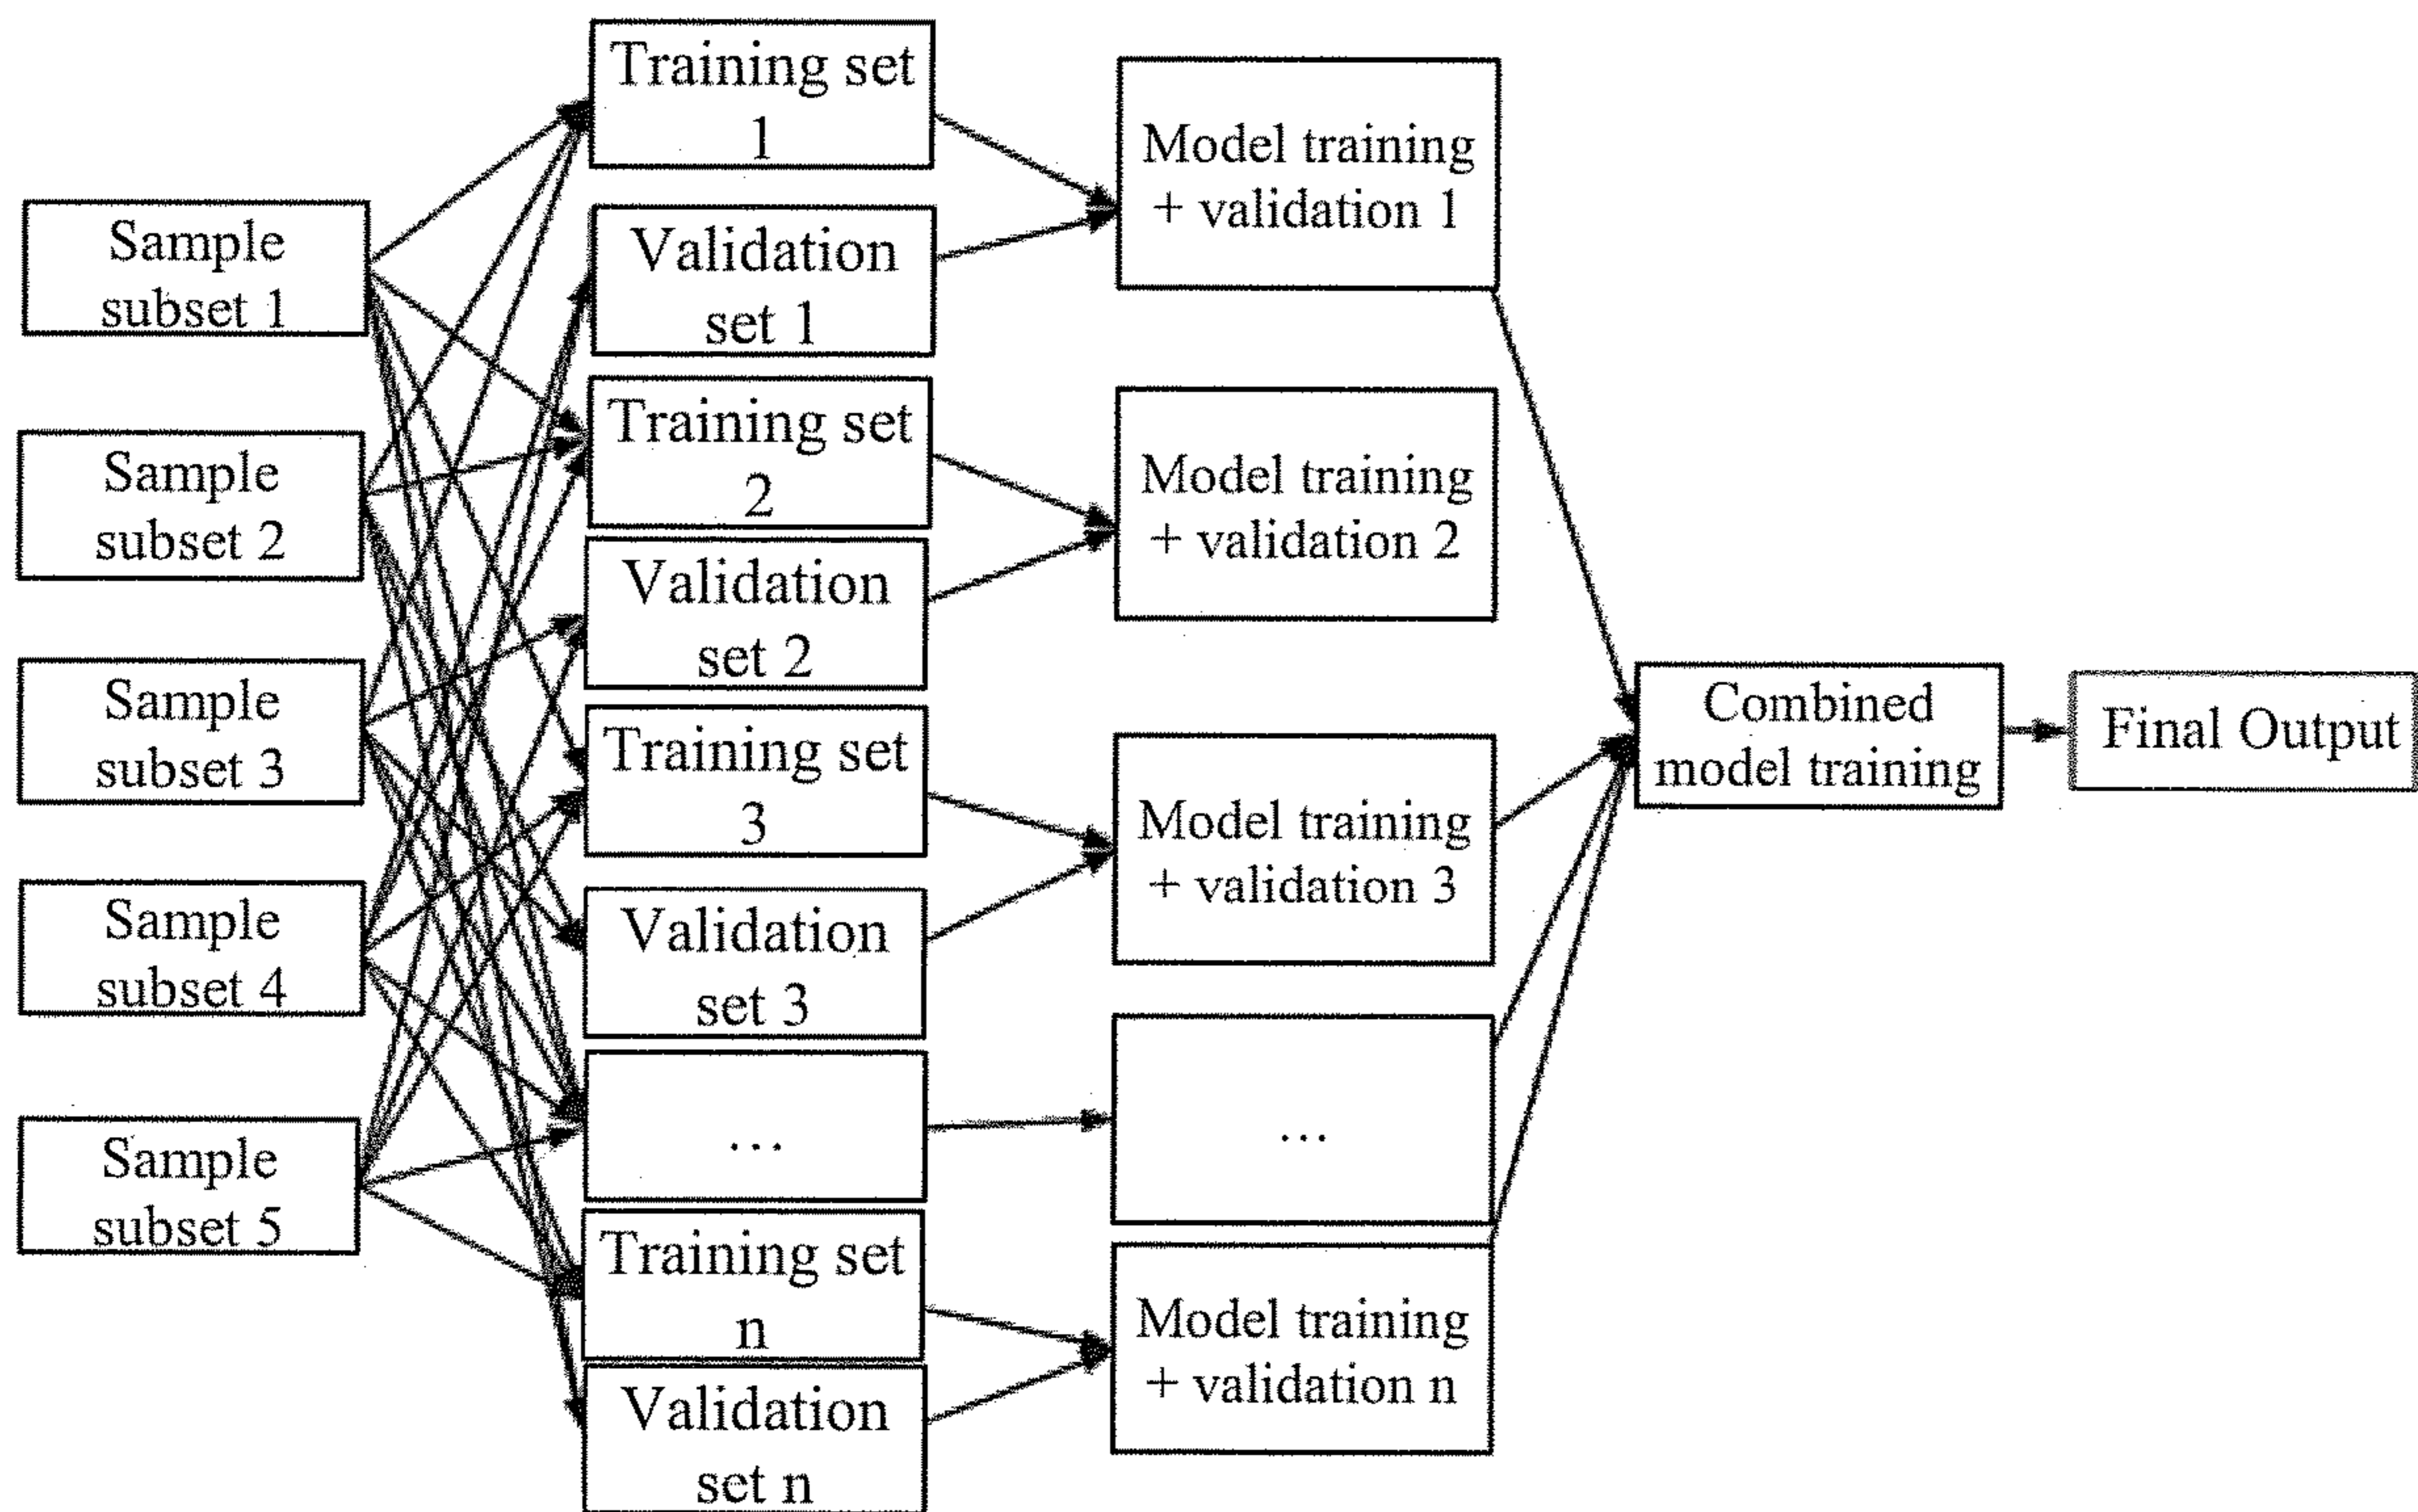 Sample
subset 1
Sample
subset 2
Sample
subset 3
Sample
subset 4
Sample
subset 5
Training set
1
Validation
set 1
Training set
2
Validation
set 2
Training set
3
Validation
set 3
...
Training set
n
Validation
set n
Model training
+ validation 1
Model training
+ validation 2
Model training
+ validation 3
...
Model training
+ validation n
Combined
model training
Final Output